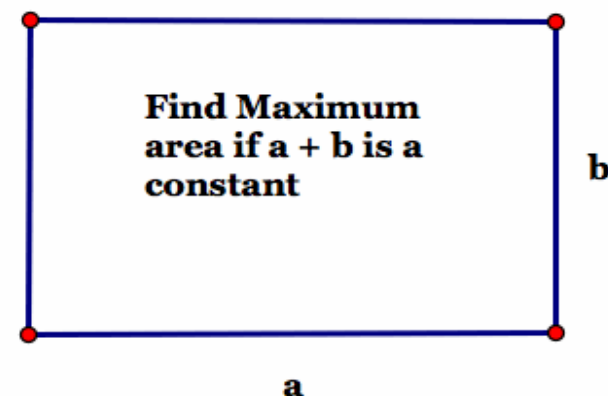 Find Maximum
area if a + b is a
constant
b
a